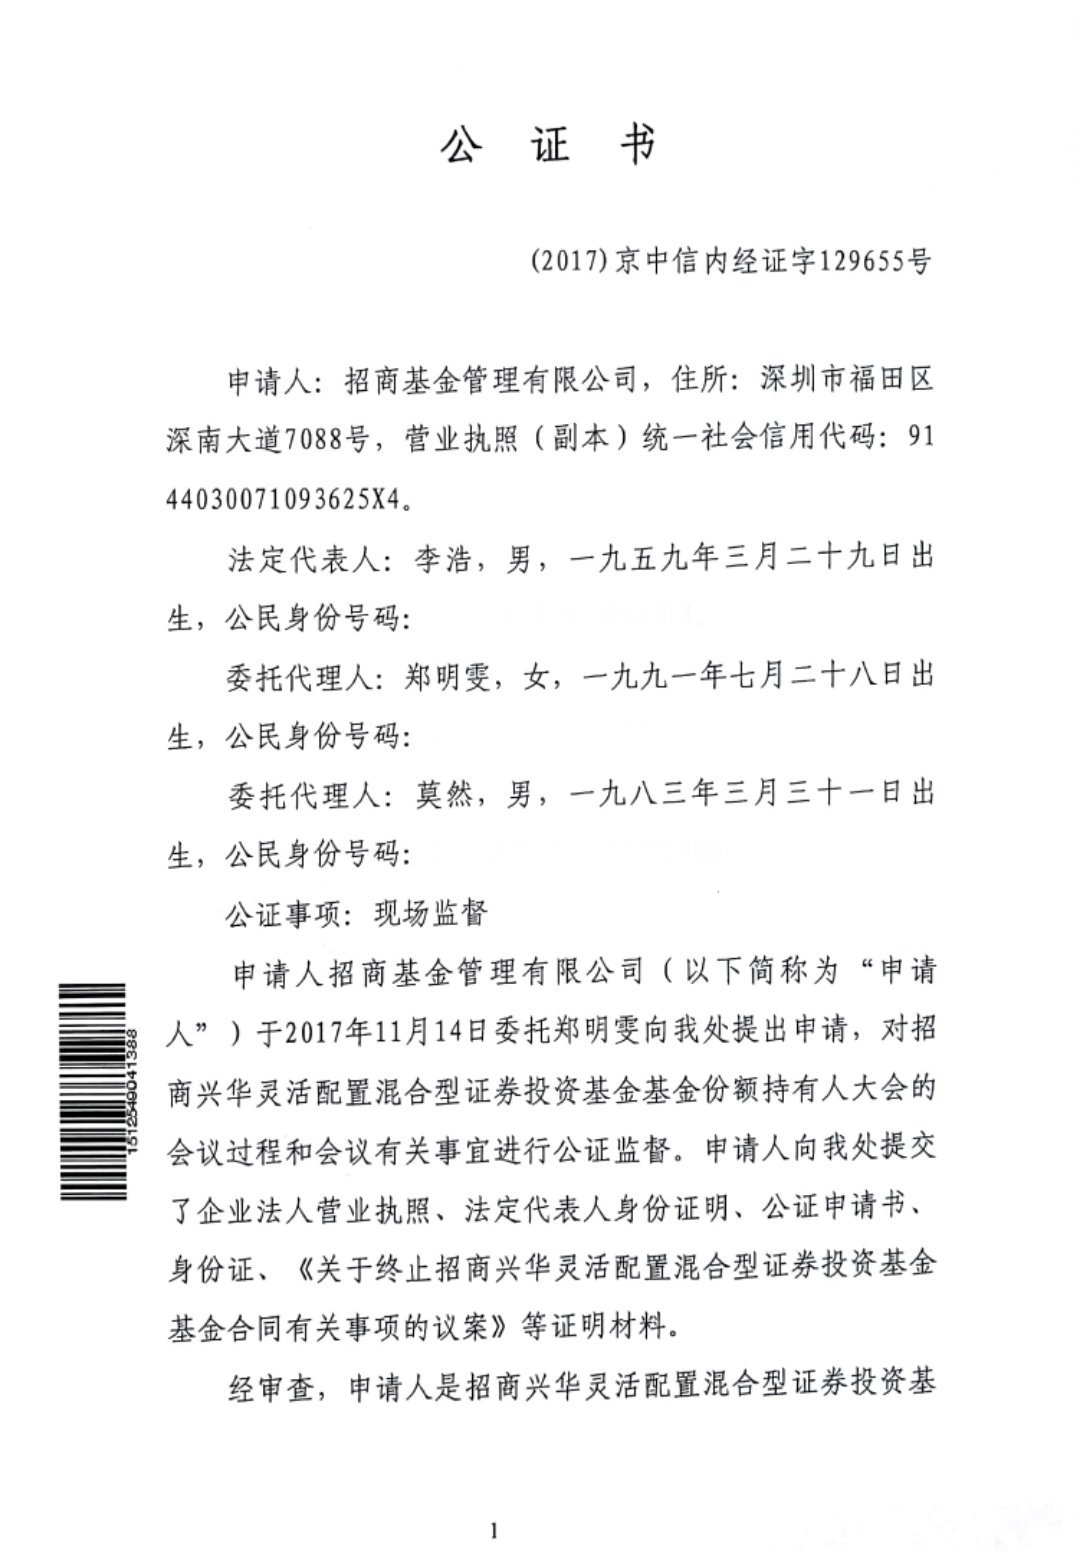 公 证 书
(2017)京中信内经证字129655号
申请人：招商基金管理有限公司，住所：深圳市福田区
深南大道7088号，营业执照（副本）统一社会信用代码：91
44030071093625X4。
法定代表人：李浩，男，一九五九年三月二十九日出
生，公民身份号码：
委托代理人：郑明雯，女，一九九一年七月二十八日出
生，公民身份号码：
委托代理人：莫然，男，一九八三年三月三十一日出
生，公民身份号码：
公证事项：现场监督
申请人招商基金管理有限公司（以下简称为“申请
人”）于2017年11月14日委托郑明雯向我处提出申请，对招
商兴华灵活配置混合型证券投资基金基金份额持有人大会的
会议过程和会议有关事宜进行公证监督。申请人向我处提交
了企业法人营业执照、法定代表人身份证明、公证申请书、
身份证、《关于终止招商兴华灵活配置混合型证券投资基金
基金合同有关事项的议案》等证明材料。
经审查，申请人是招商兴华灵活配置混合型证券投资基
151254904138​8
1